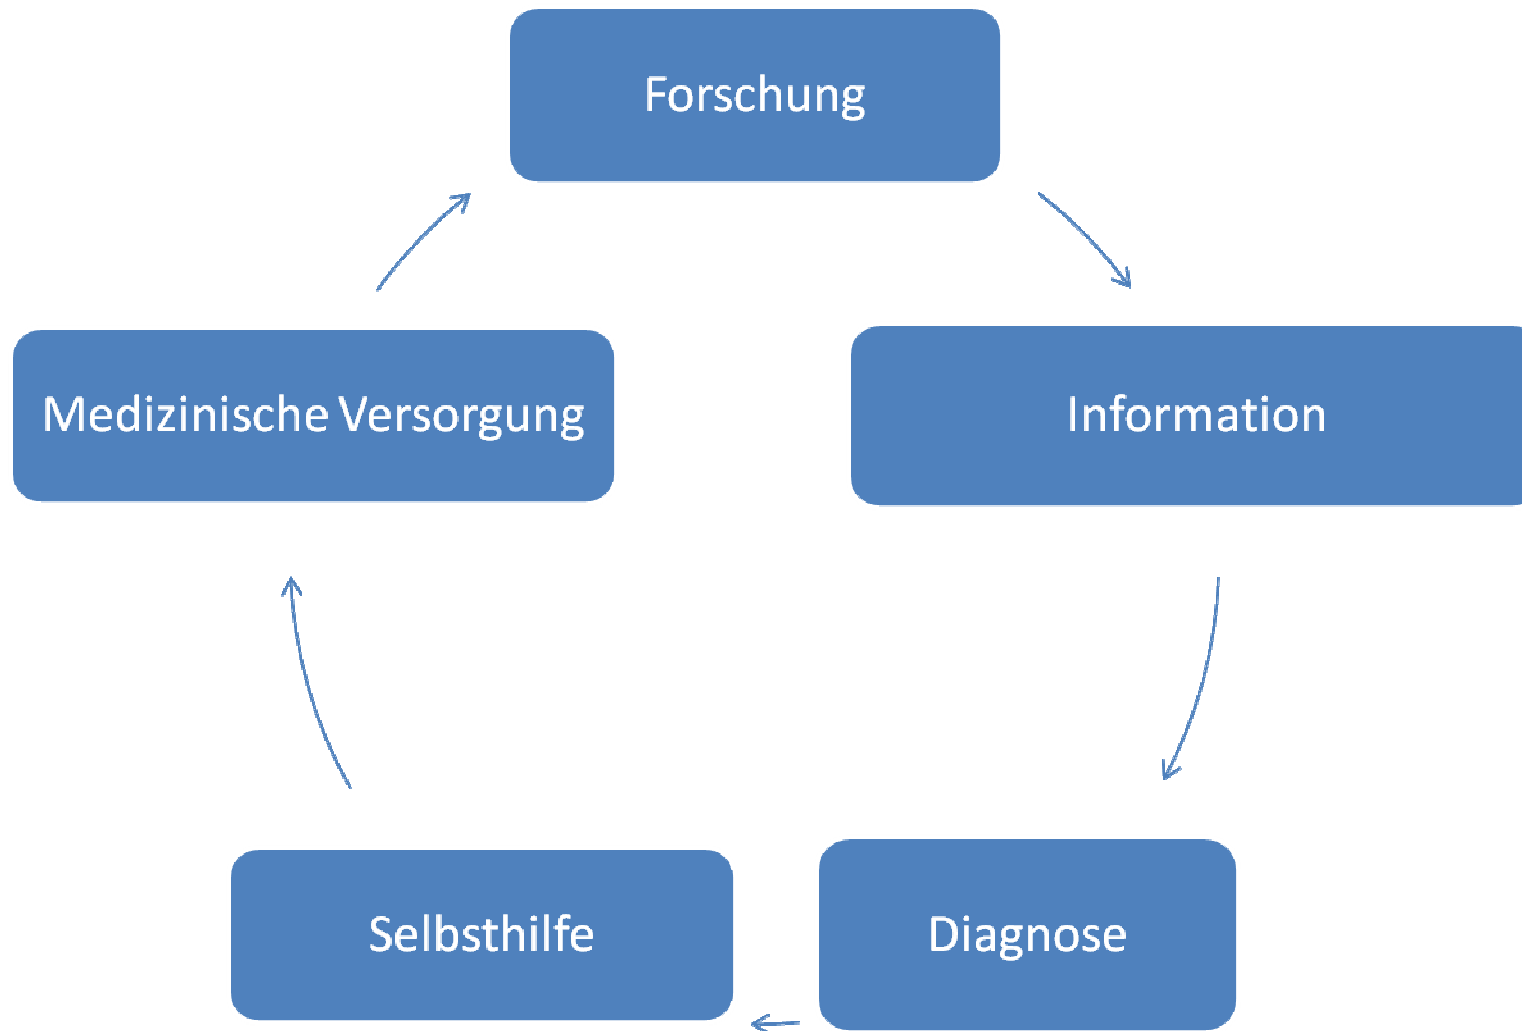 Forschung
Medizinische Versorgung
Information
Selbsthilfe
Diagnose